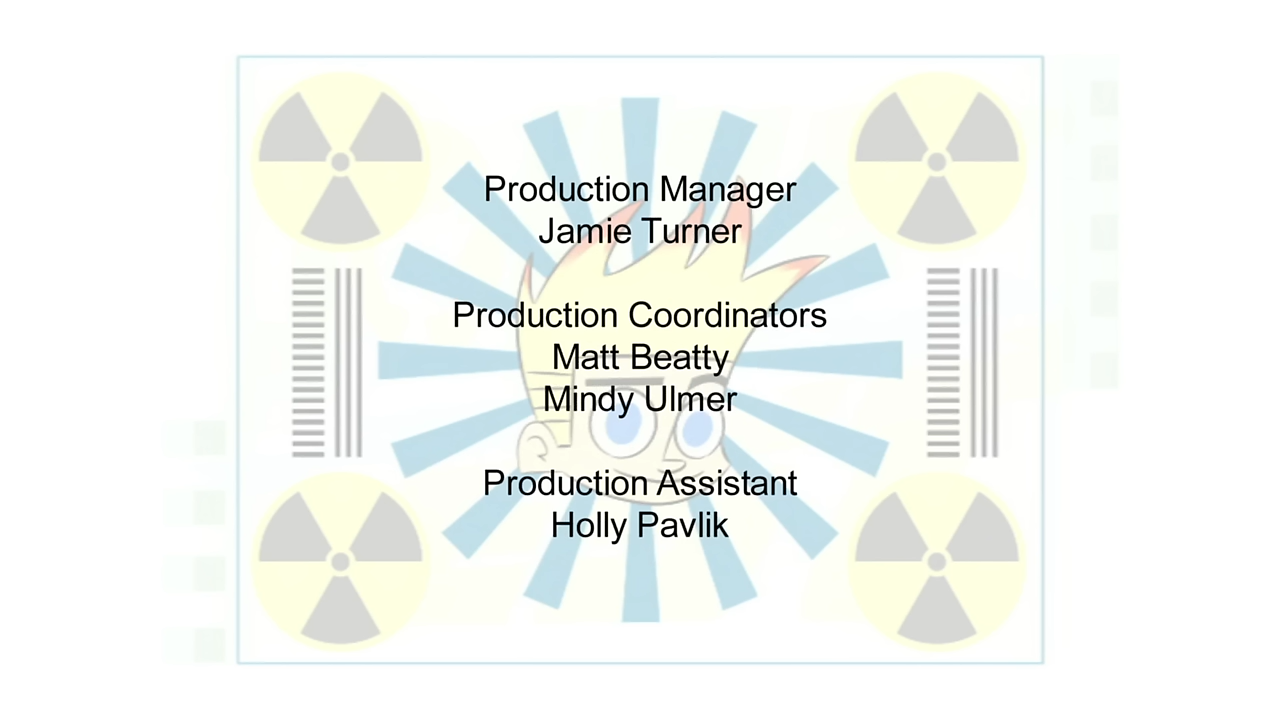 Production Manager
Jamie Turner
Production Coordinators
Matt Beatty
Mindy Ulmer
Production Assistant
Holly Pavlik